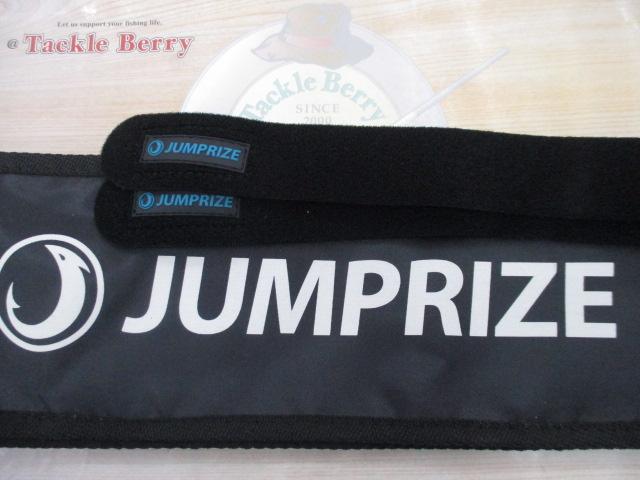 Let us support your fishing life.
@ Tackle Berry
Tackle Berry
SINCE
2000
JUMPRIZE
JUMPRIZE
JUMPRIZE